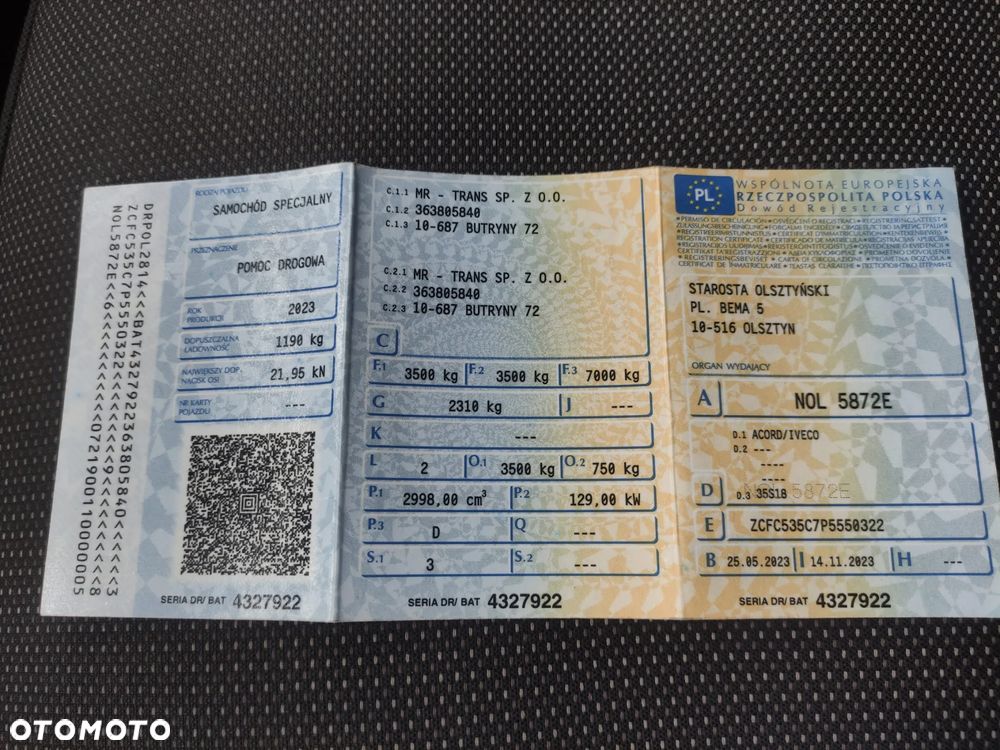 DRPOL2814<<BAT4327922363805840<<<<<3
RODZAJ POJAZDU
SAMOCHÓD SPECJALNY
PRZEZNACZENIE
POMOC DROGOWA
ROK PRODUKCJI 2023
DOPUSZCZALNA ŁADOWNOŚĆ 1190 kg
NAJWIĘKSZY DOP. NACISK OSI 21,95 kN
NR KARTY POJAZDU ---
SERIA DR/ BAT 4327922
C.1.1 MR - TRANS SP. Z O.O.
C.1.2 363805840
C.1.3 10-687 BUTRYNY 72
C.2.1 MR - TRANS SP. Z O.O.
C.2.2 363805840
C.2.3 10-687 BUTRYNY 72
C
F.1 3500 kg F.2 3500 kg F.3 7000 kg
G 2310 kg J ---
K ---
L 2 O.1 3500 kg O.2 750 kg
P.1 2998,00 cm³ P.2 129,00 kW
P.3 D Q ---
S.1 3 S.2 ---
SERIA DR/ BAT 4327922
PL
WSPÓLNOTA EUROPEJSKA
RZECZPOSPOLITA POLSKA
Dowód Rejestracyjny
STAROSTA OLSZTYŃSKI
PL. BEMA 5
10-516 OLSZTYN
ORGAN WYDAJĄCY
A NOL 5872E
D.1 ACORD/IVECO
D.2 ---
----
----
D D.3 35S18 5872E
E ZCFC535C7P5550322
B 25.05.2023 I 14.11.2023 H ---
SERIA DR/ BAT 4327922
OTOMOTO